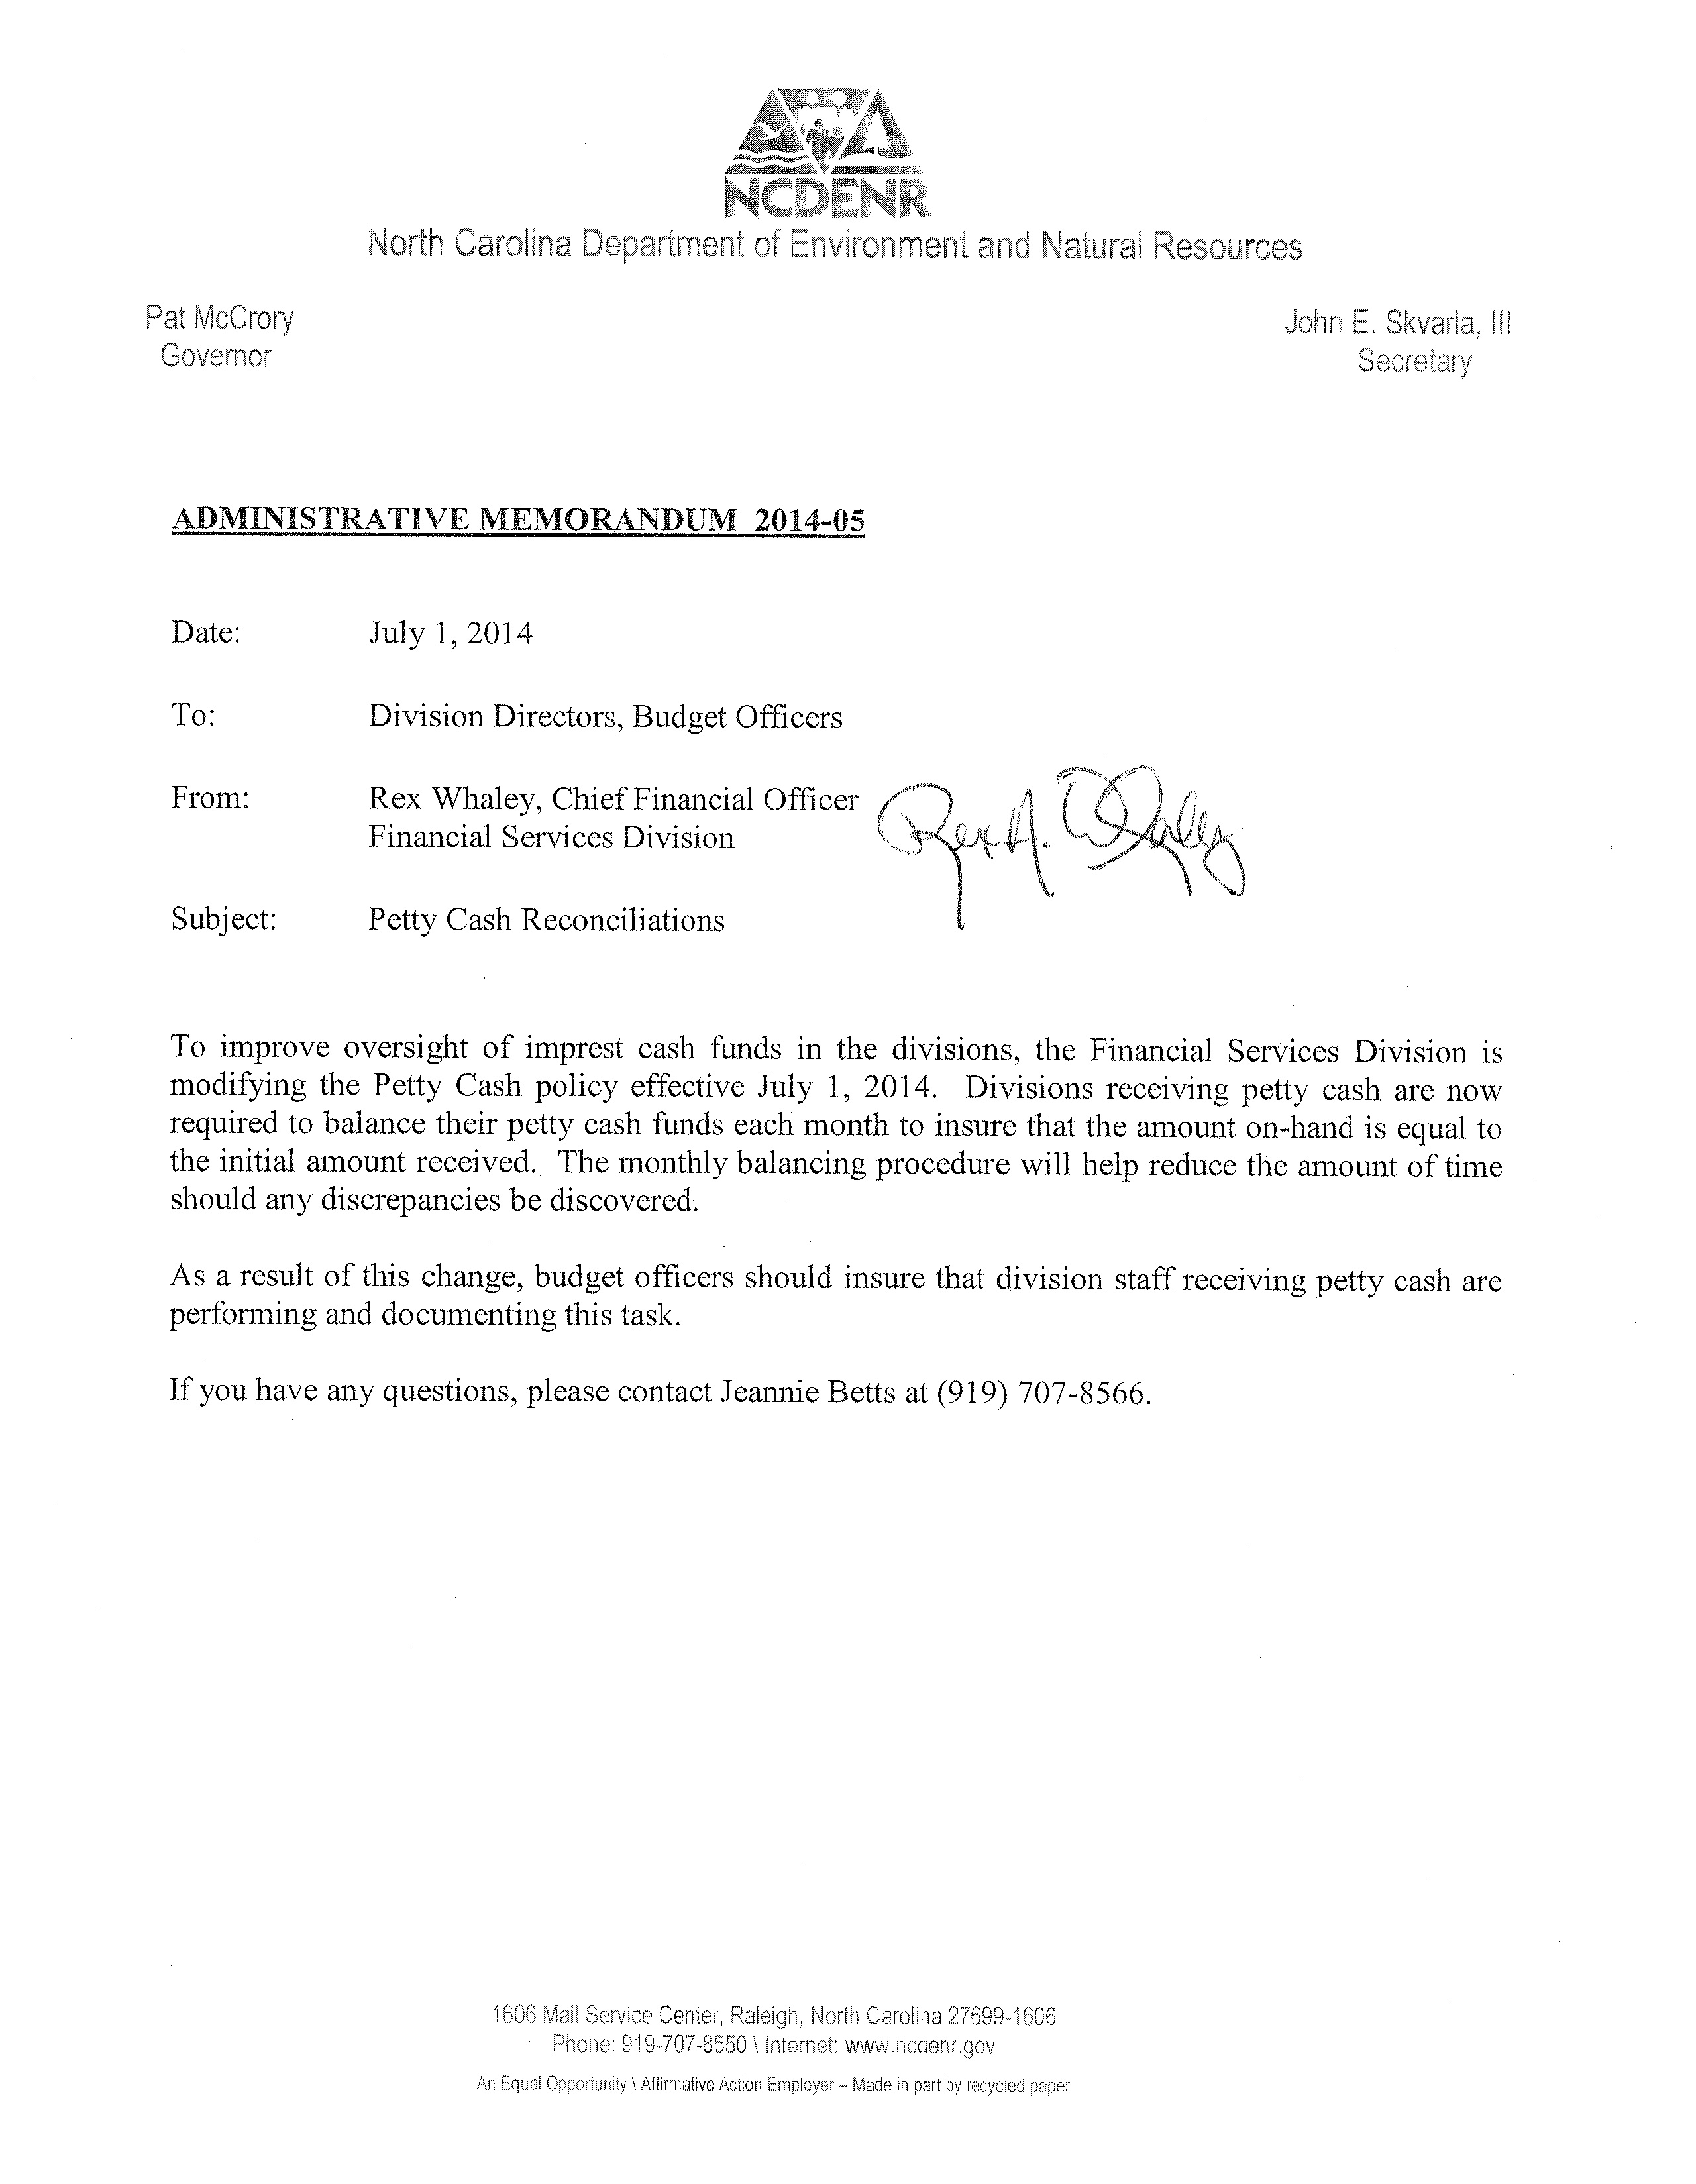 NCDENR
North Carolina Department of Environment and Natural Resources
Pat McCrory
Governor
John E. Skvarla, III
Secretary
ADMINISTRATIVE MEMORANDUM 2014-05
Date: July 1, 2014
To: Division Directors, Budget Officers
From: Rex Whaley, Chief Financial Officer
Financial Services Division
Rex A. Whaley
Subject: Petty Cash Reconciliations
To improve oversight of imprest cash funds in the divisions, the Financial Services Division is
modifying the Petty Cash policy effective July 1, 2014. Divisions receiving petty cash are now
required to balance their petty cash funds each month to insure that the amount on-hand is equal to
the initial amount received. The monthly balancing procedure will help reduce the amount of time
should any discrepancies be discovered.
As a result of this change, budget officers should insure that division staff receiving petty cash are
performing and documenting this task.
If you have any questions, please contact Jeannie Betts at (919) 707-8566.
1606 Mail Service Center, Raleigh, North Carolina 27699-1606
Phone: 919-707-8550 \ Internet: www.ncdenr.gov
An Equal Opportunity \ Affirmative Action Employer – Made in part by recycled paper